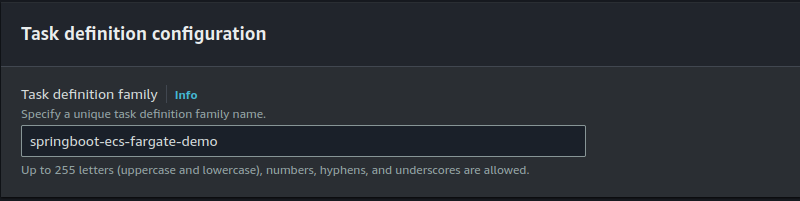 Task definition configuration
Task definition family Info
Specify a unique task definition family name.
springboot-ecs-fargate-demo
Up to 255 letters (uppercase and lowercase), numbers, hyphens, and underscores are allowed.